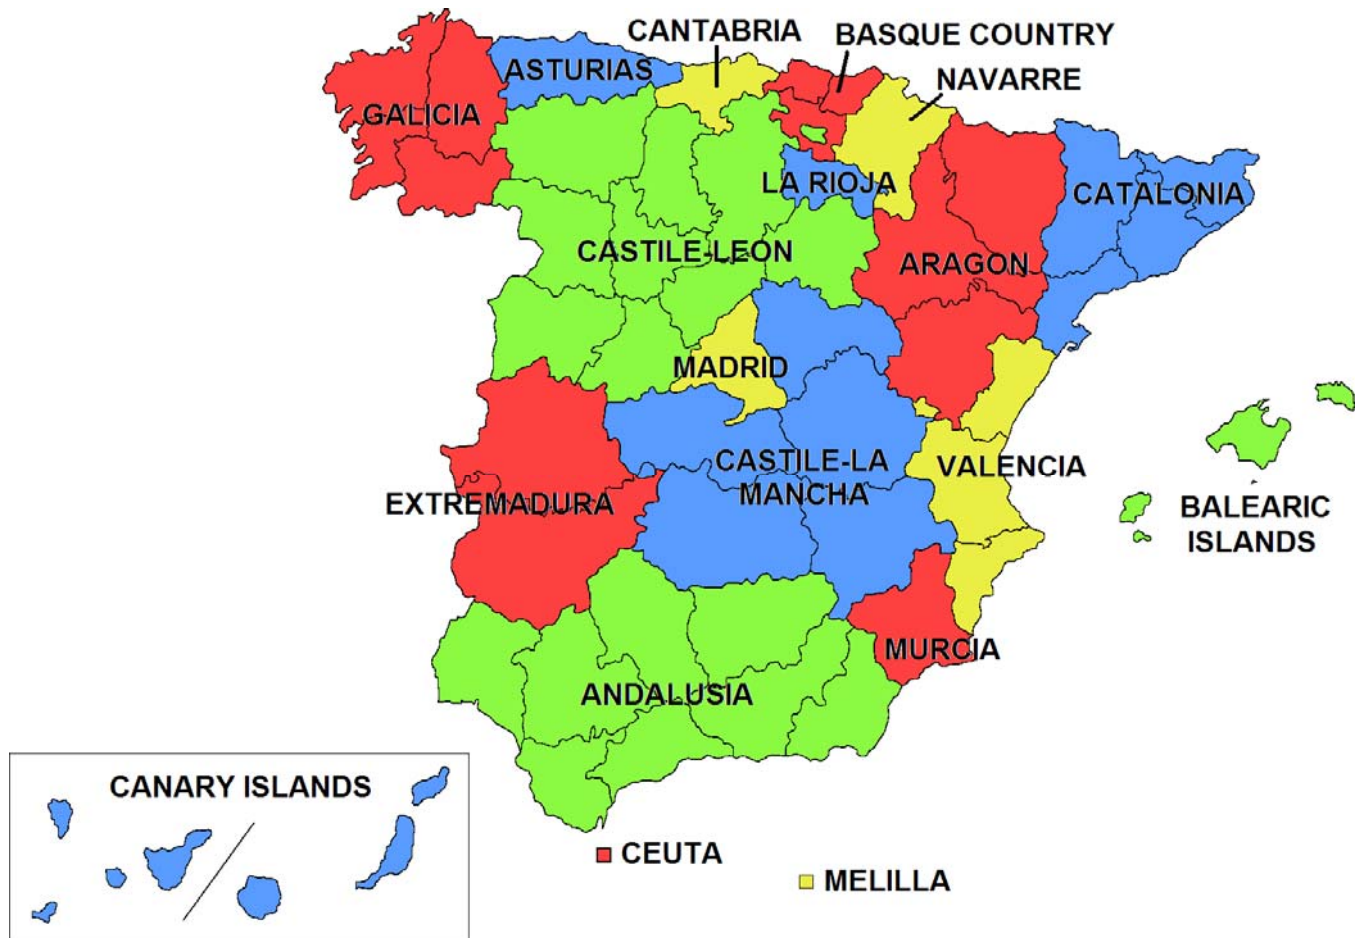 CANTABRIA
BASQUE COUNTRY
ASTURIAS
NAVARRE
GALICIA
LA RIOJA
CATALONIA
CASTILE-LEON
ARAGON
MADRID
CASTILE-LA
MANCHA
VALENCIA
EXTREMADURA
BALEARIC
ISLANDS
MURCIA
ANDALUSIA
CANARY ISLANDS
CEUTA
MELILLA